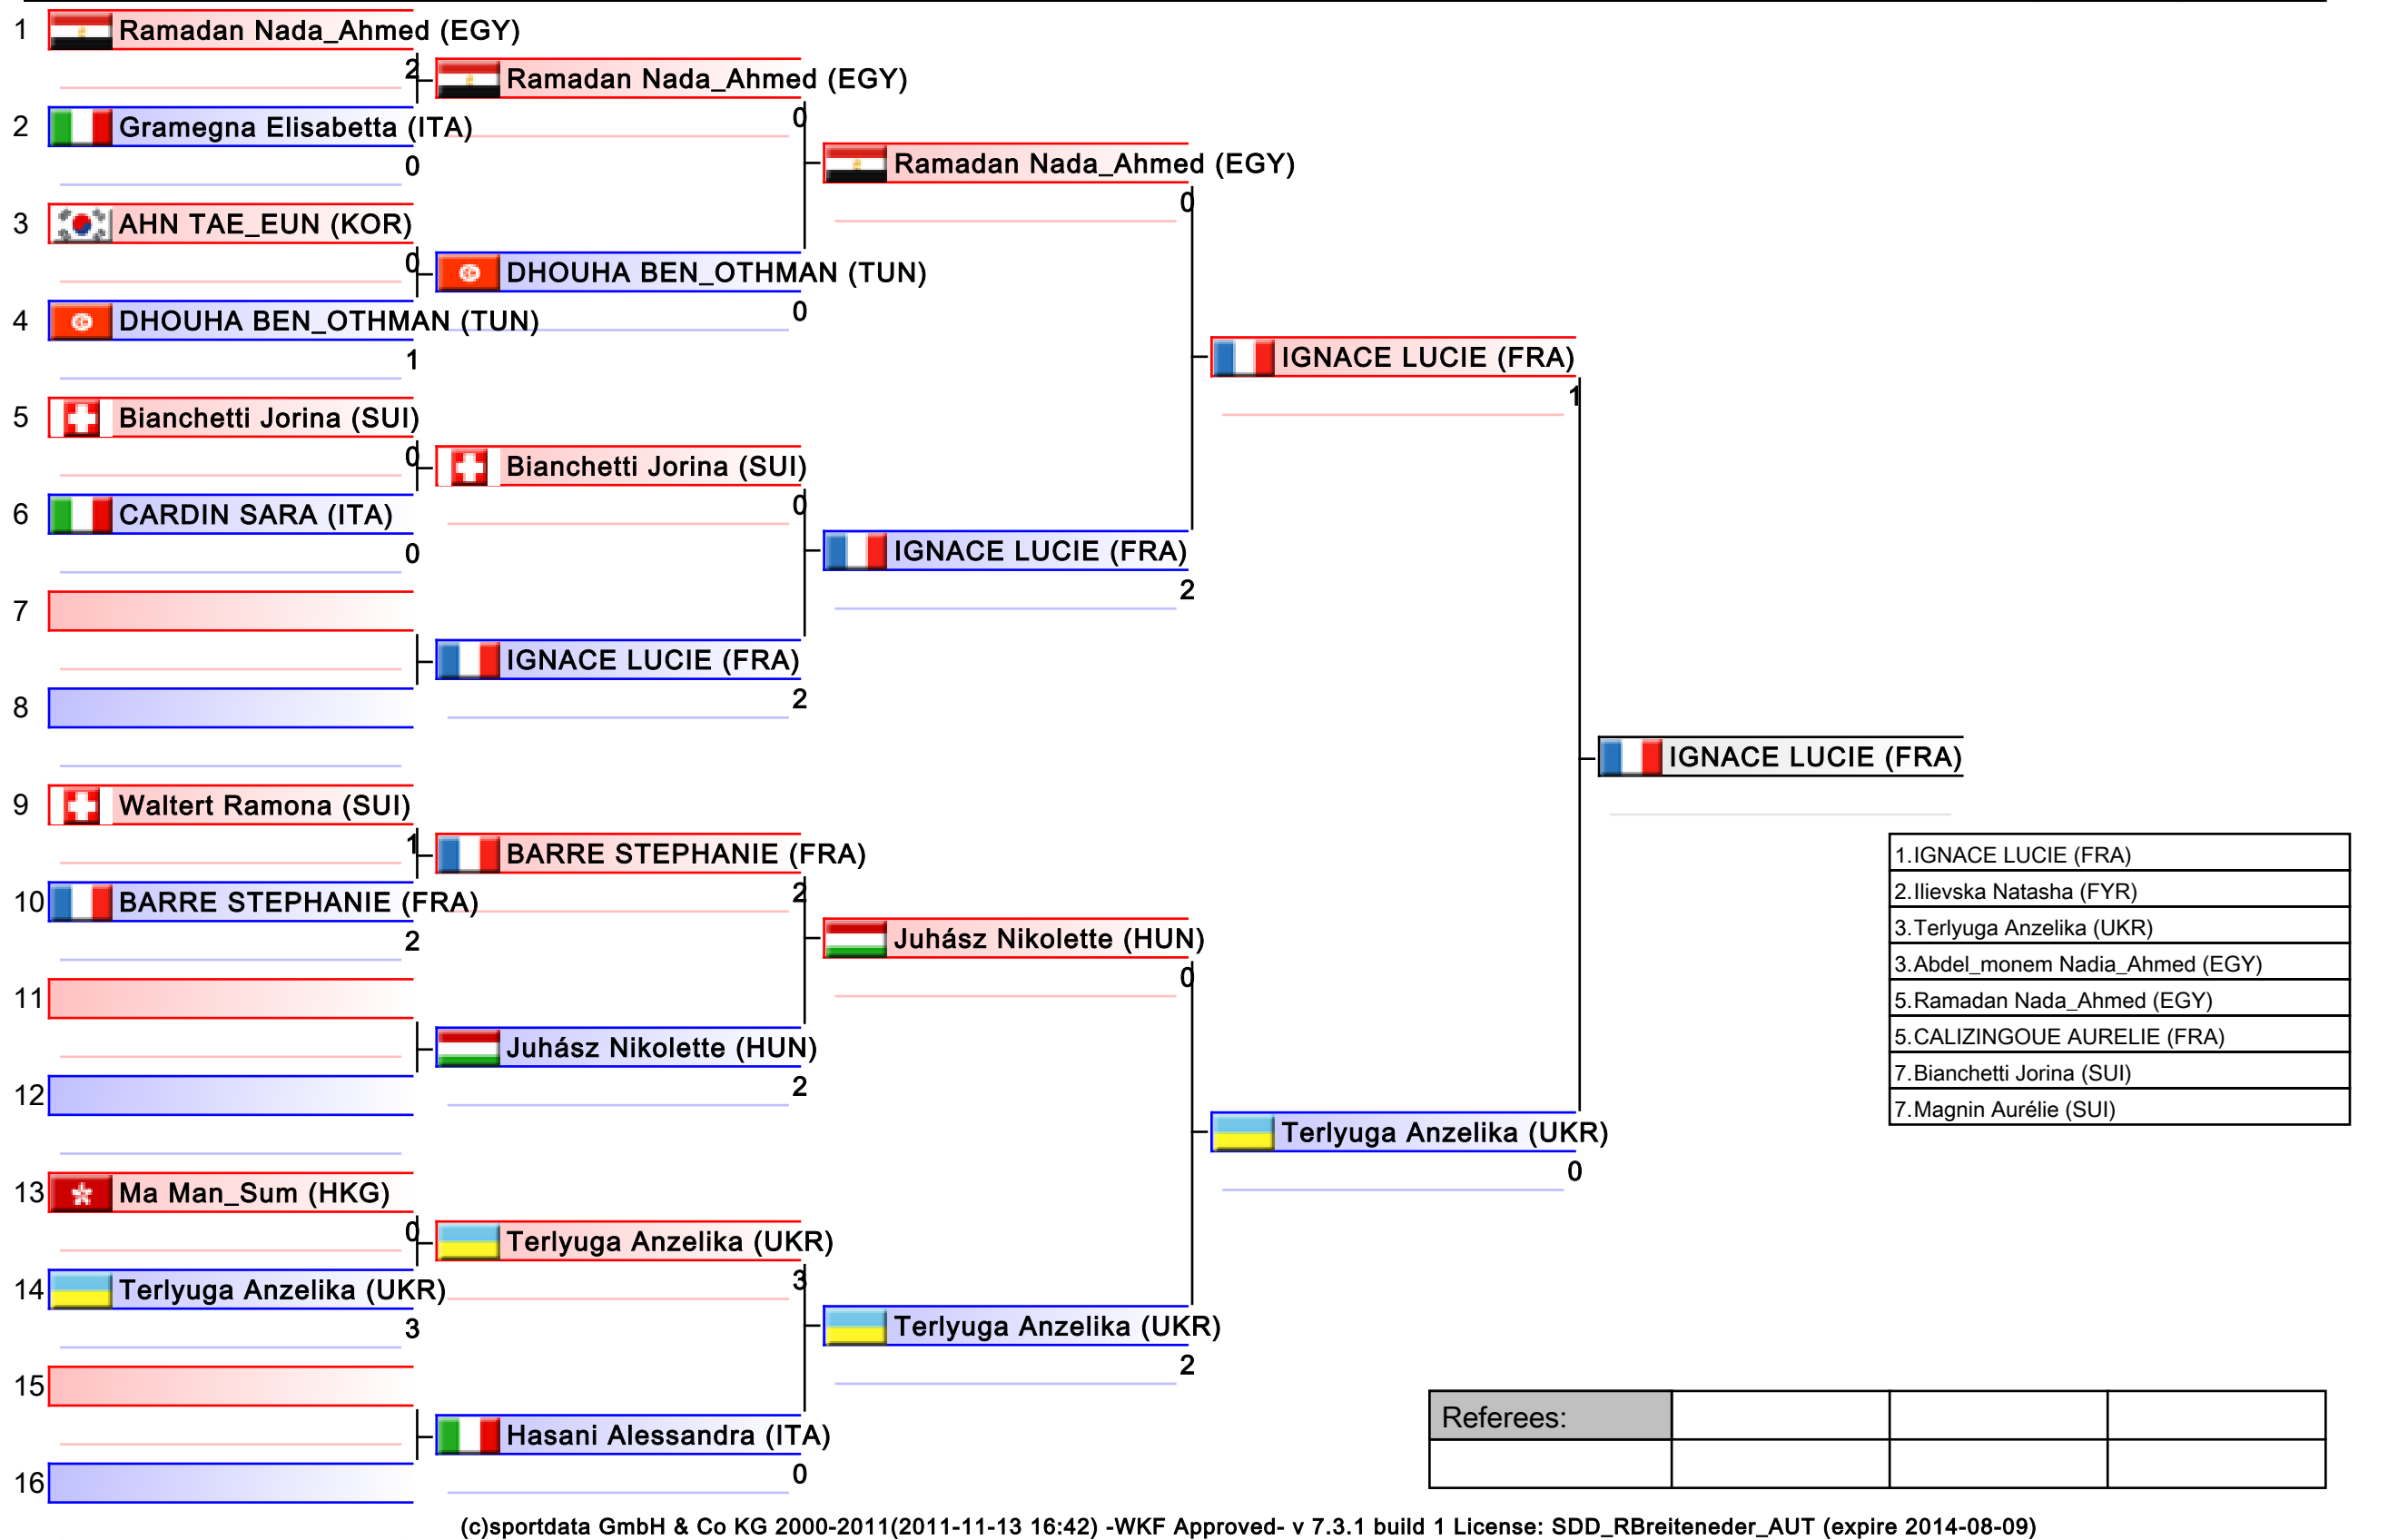 1 Ramadan Nada_Ahmed (EGY)
2
Ramadan Nada_Ahmed (EGY)
0
2 Gramegna Elisabetta (ITA)
0
Ramadan Nada_Ahmed (EGY)
0
3 AHN TAE_EUN (KOR)
0
DHOUHA BEN_OTHMAN (TUN)
0
4 DHOUHA BEN_OTHMAN (TUN)
1
IGNACE LUCIE (FRA)
1
5 Bianchetti Jorina (SUI)
0
Bianchetti Jorina (SUI)
0
6 CARDIN SARA (ITA)
0
IGNACE LUCIE (FRA)
2
7
IGNACE LUCIE (FRA)
2
8
IGNACE LUCIE (FRA)
9 Waltert Ramona (SUI)
1
BARRE STEPHANIE (FRA)
2
10 BARRE STEPHANIE (FRA)
2
Juhász Nikolette (HUN)
0
11
Juhász Nikolette (HUN)
2
12
Terlyuga Anzelika (UKR)
0
13 Ma Man_Sum (HKG)
0
Terlyuga Anzelika (UKR)
3
14 Terlyuga Anzelika (UKR)
3
Terlyuga Anzelika (UKR)
2
15
Hasani Alessandra (ITA)
0
16
1.IGNACE LUCIE (FRA)
2.Ilievska Natasha (FYR)
3.Terlyuga Anzelika (UKR)
3.Abdel_monem Nadia_Ahmed (EGY)
5.Ramadan Nada_Ahmed (EGY)
5.CALIZINGOUE AURELIE (FRA)
7.Bianchetti Jorina (SUI)
7.Magnin Aurélie (SUI)
Referees:
(c)sportdata GmbH & Co KG 2000-2011(2011-11-13 16:42) -WKF Approved- v 7.3.1 build 1 License: SDD_RBreiteneder_AUT (expire 2014-08-09)